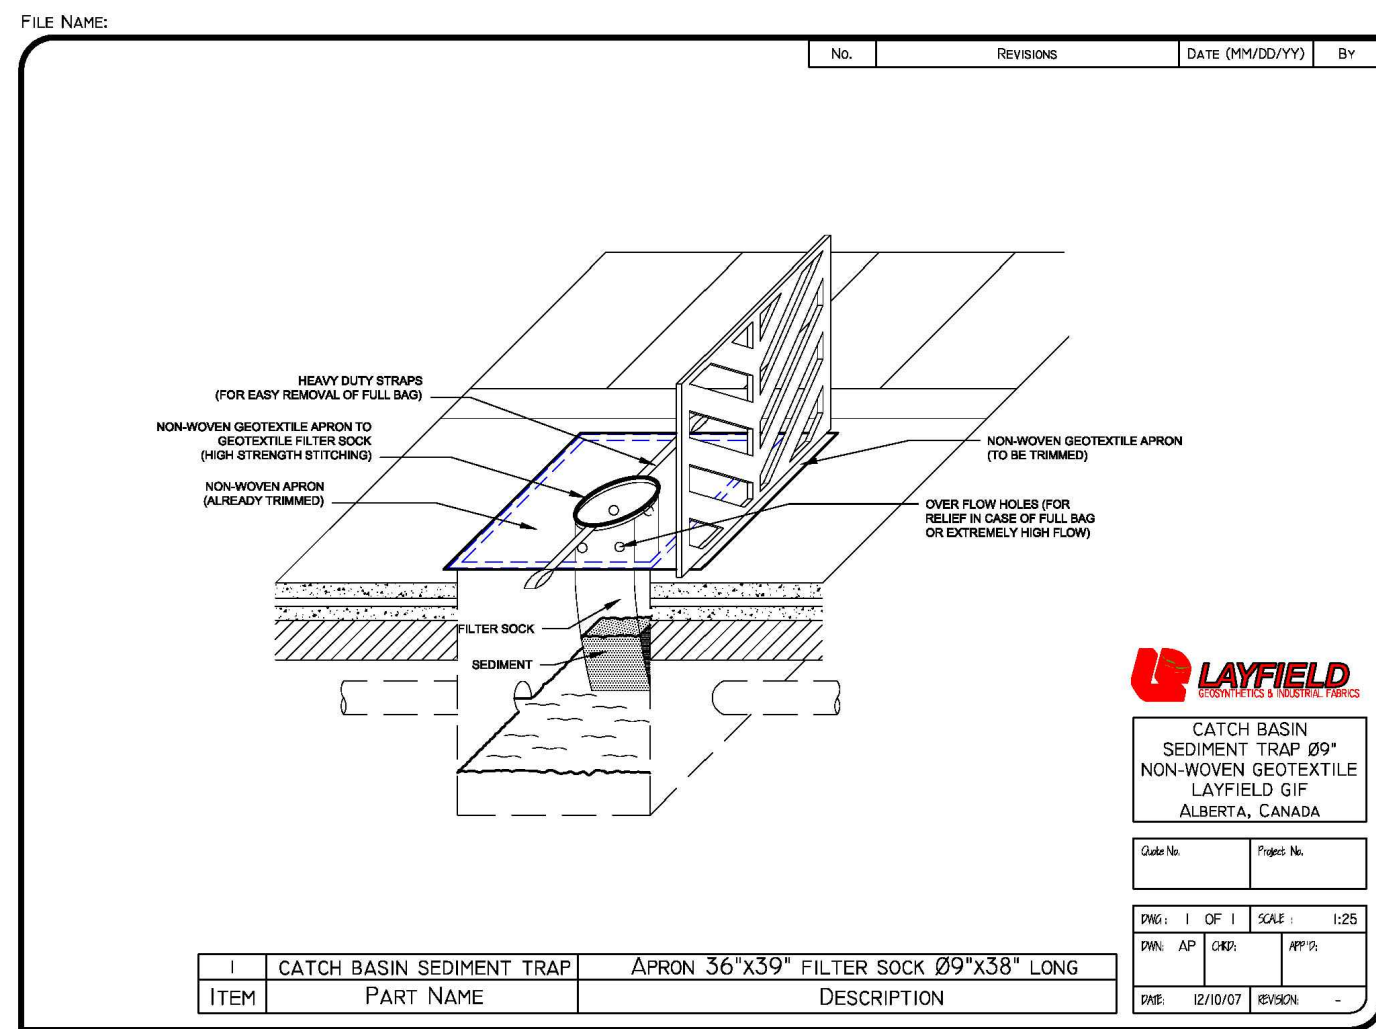 FILE NAME:
NO. REVISIONS DATE (MM/DD/YY) BY
HEAVY DUTY STRAPS
(FOR EASY REMOVAL OF FULL BAG)
NON-WOVEN GEOTEXTILE APRON TO
GEOTEXTILE FILTER SOCK
(HIGH STRENGTH STITCHING)
NON-WOVEN APRON
(ALREADY TRIMMED)
NON-WOVEN GEOTEXTILE APRON
(TO BE TRIMMED)
OVER FLOW HOLES (FOR
RELIEF IN CASE OF FULL BAG
OR EXTREMELY HIGH FLOW)
FILTER SOCK
SEDIMENT
LAYFIELD
GEOSYNTHETICS & INDUSTRIAL FABRICS
CATCH BASIN
SEDIMENT TRAP Ø9"
NON-WOVEN GEOTEXTILE
LAYFIELD GIF
ALBERTA, CANADA
Quote No. Project No.
DWG: 1 OF 1 SCALE : 1:25
DWN: AP CHKD: APP'D:
DATE: 12/10/07 REVISION: -
1 CATCH BASIN SEDIMENT TRAP APRON 36"X39" FILTER SOCK Ø9"X38" LONG
ITEM PART NAME DESCRIPTION